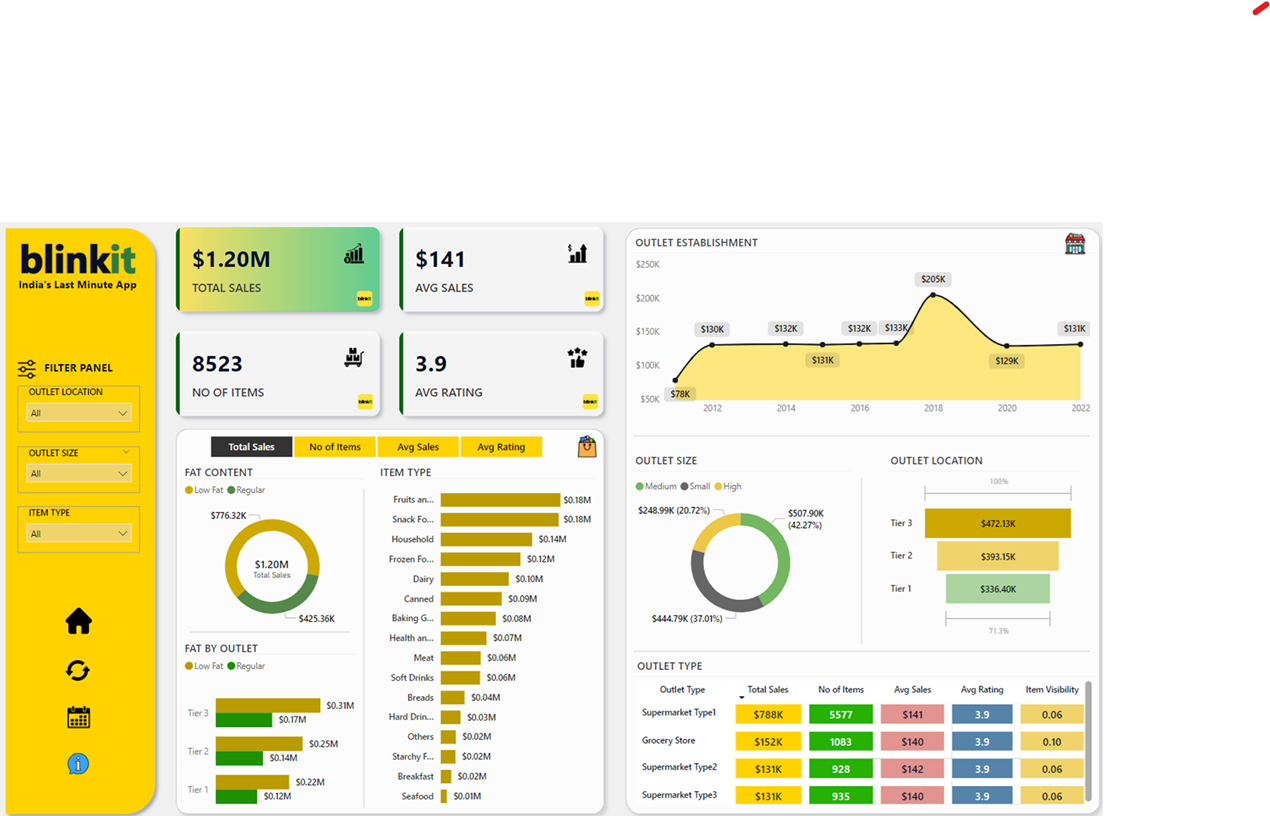 blinkit
India's Last Minute App
FILTER PANEL
OUTLET LOCATION
All
OUTLET SIZE
All
ITEM TYPE
All
$1.20M
TOTAL SALES
blinkit
$141
AVG SALES
blinkit
8523
NO OF ITEMS
blinkit
3.9
AVG RATING
blinkit
Total Sales No of Items Avg Sales Avg Rating
FAT CONTENT
Low Fat Regular
$776.32K
$1.20M
Total Sales
$425.36K
FAT BY OUTLET
Low Fat Regular
Tier 3 $0.31M
$0.17M
Tier 2 $0.25M
$0.14M
Tier 1 $0.22M
$0.12M
ITEM TYPE
Fruits an... $0.18M
Snack Fo... $0.18M
Household $0.14M
Frozen Fo... $0.12M
Dairy $0.10M
Canned $0.09M
Baking G... $0.08M
Health an... $0.07M
Meat $0.06M
Soft Drinks $0.06M
Breads $0.04M
Hard Drin... $0.03M
Others $0.02M
Starchy F... $0.02M
Breakfast $0.02M
Seafood $0.01M
OUTLET ESTABLISHMENT
$250K
$200K
$150K
$100K
$50K
$78K
$130K
$132K
$131K
$132K
$133K
$205K
$129K
$131K
2012 2014 2016 2018 2020 2022
OUTLET SIZE
Medium Small High
$248.99K (20.72%)
$507.90K
(42.27%)
$444.79K (37.01%)
OUTLET LOCATION
100%
Tier 3 $472.13K
Tier 2 $393.15K
Tier 1 $336.40K
71.3%
OUTLET TYPE
Outlet Type Total Sales No of Items Avg Sales Avg Rating Item Visibility
Supermarket Type1 $788K 5577 $141 3.9 0.06
Grocery Store $152K 1083 $140 3.9 0.10
Supermarket Type2 $131K 928 $142 3.9 0.06
Supermarket Type3 $131K 935 $140 3.9 0.06